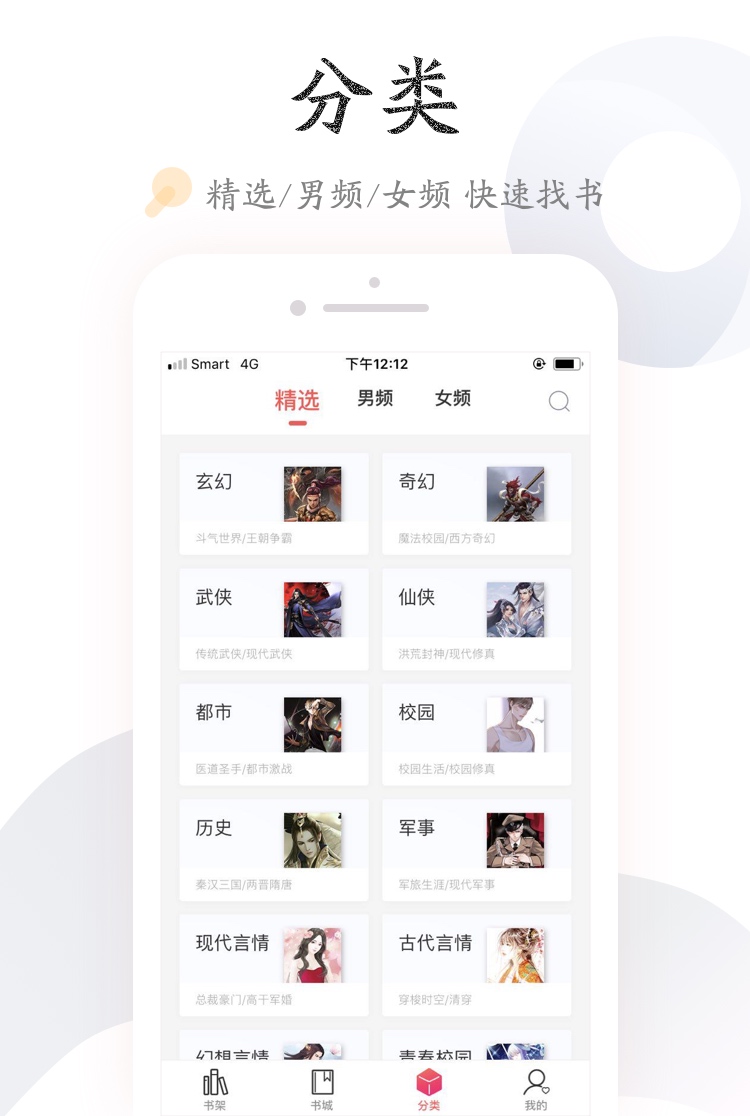 分类
精选/男频/女频 快速找书
Smart 4G 下午12:12
精选 男频 女频
玄幻 奇幻
斗气世界/王朝争霸 魔法校园/西方奇幻
武侠 仙侠
传统武侠/现代武侠 洪荒封神/现代修真
都市 校园
医道圣手/都市激战 校园生活/校园修真
历史 军事
秦汉三国/两晋隋唐 军旅生涯/现代军事
现代言情 古代言情
总裁豪门/高干军婚 穿梭时空/清穿
幻想言情 青春校园
书架 书城 分类 我的